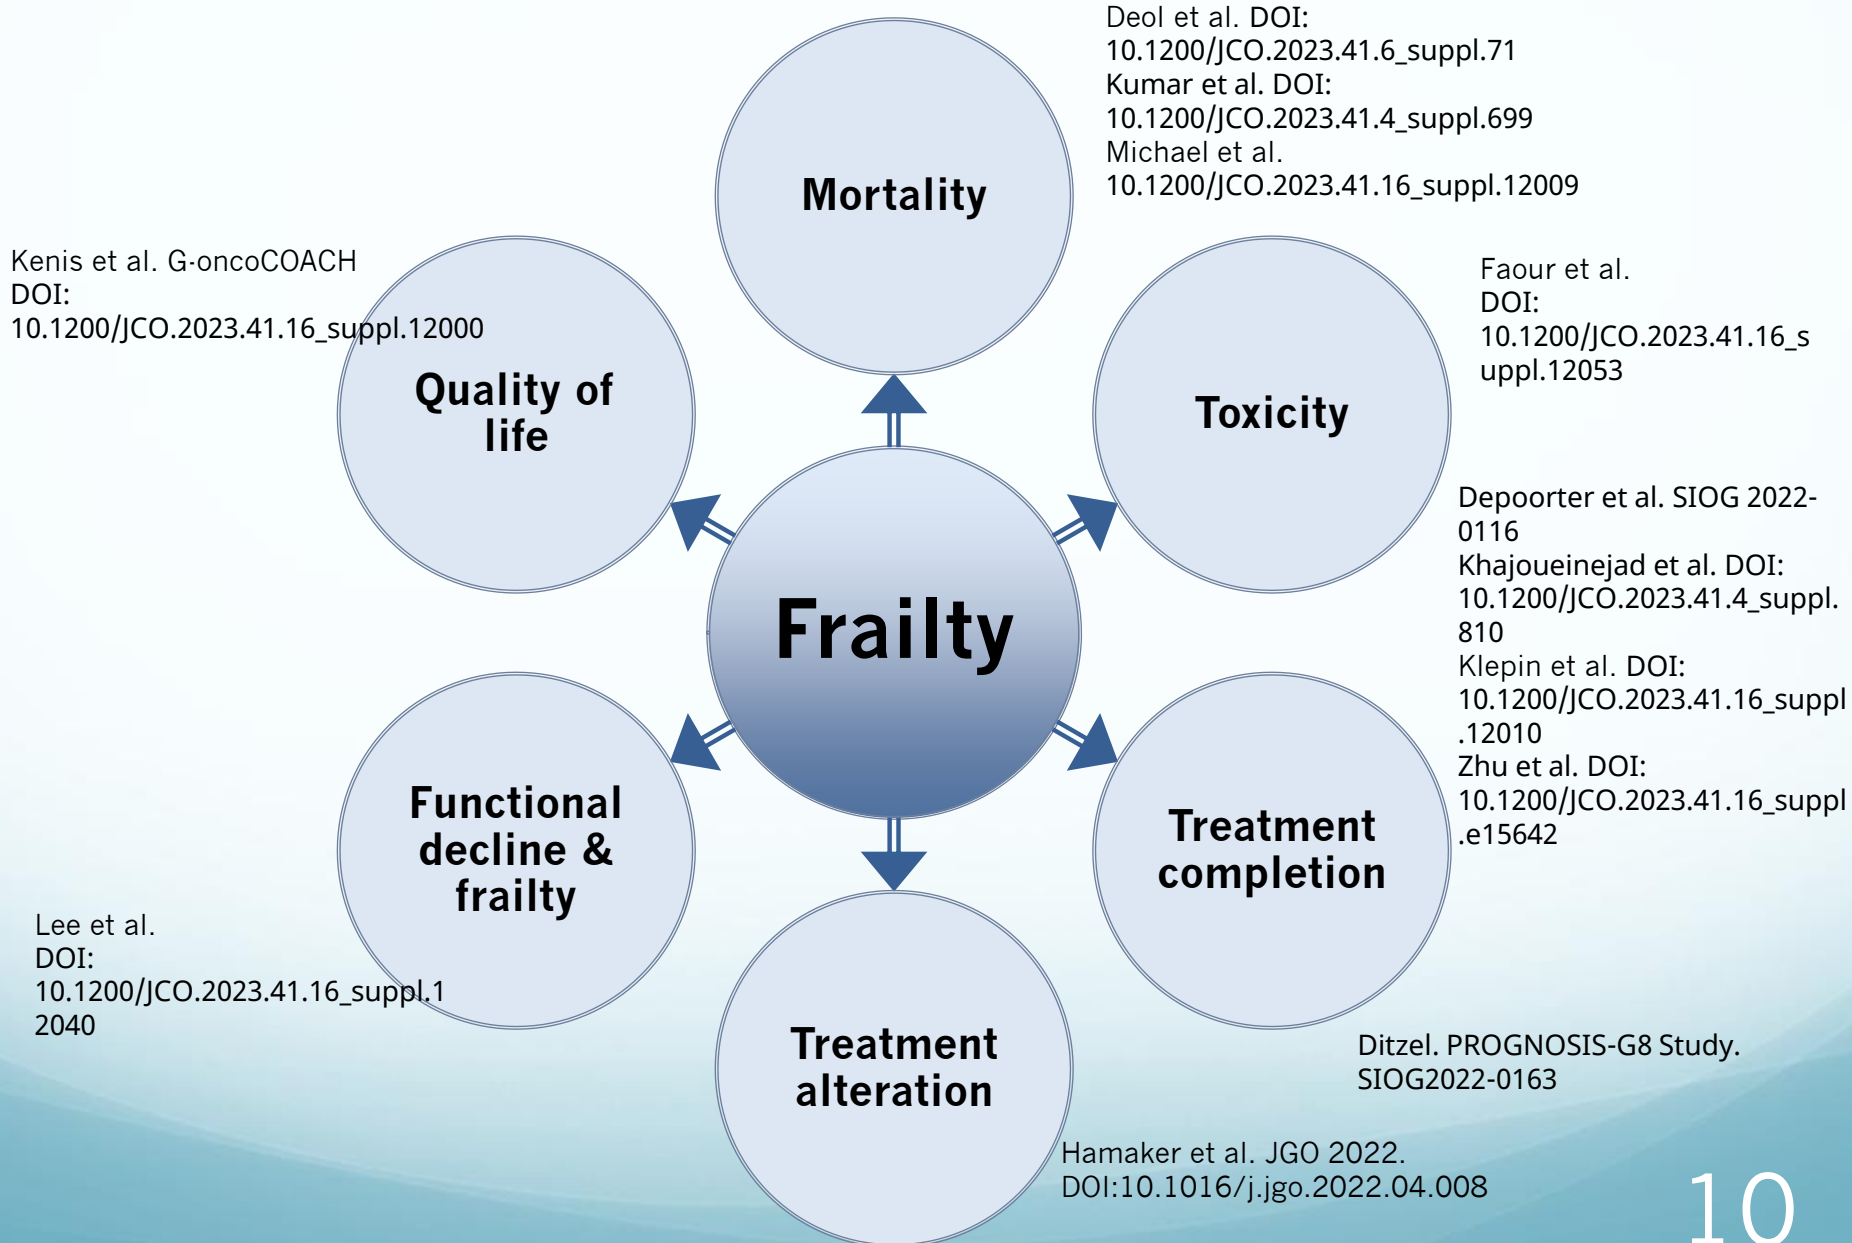 Deol et al. DOI:
10.1200/JCO.2023.41.6_suppl.71
Kumar et al. DOI:
10.1200/JCO.2023.41.4_suppl.699
Michael et al.
10.1200/JCO.2023.41.16_suppl.12009
Mortality
Kenis et al. G-oncoCOACH
DOI:
10.1200/JCO.2023.41.16_suppl.12000
Quality of
life
Toxicity
Faour et al.
DOI:
10.1200/JCO.2023.41.16_s
uppl.12053
Frailty
Depoorter et al. SIOG 2022-
0116
Khajoueinejad et al. DOI:
10.1200/JCO.2023.41.4_suppl.
810
Klepin et al. DOI:
10.1200/JCO.2023.41.16_suppl
.12010
Zhu et al. DOI:
10.1200/JCO.2023.41.16_suppl
.e15642
Functional
decline &
frailty
Treatment
completion
Lee et al.
DOI:
10.1200/JCO.2023.41.16_suppl.1
2040
Treatment
alteration
Ditzel. PROGNOSIS-G8 Study.
SIOG2022-0163
Hamaker et al. JGO 2022.
DOI:10.1016/j.jgo.2022.04.008
10